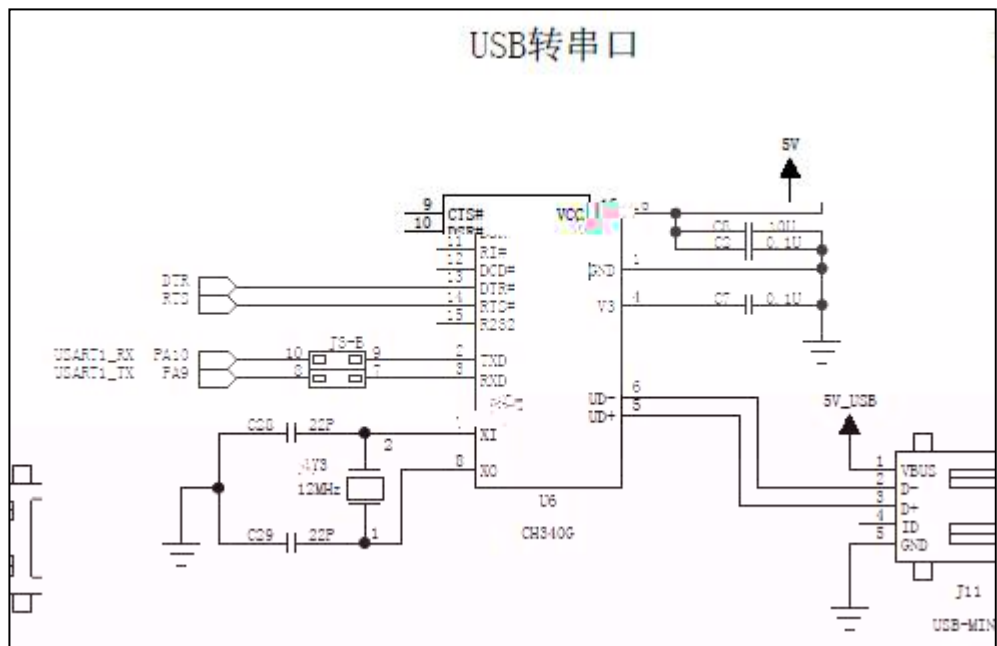 USB转串口
5V
9
CTS#
VCC
10
10U
11
C2
0.1U
RI#
12
DCD#
GND
1
13
DTR
DTR#
14
RTS
RTS#
V3
4
C7
0.1U
15
R232
USART1_RX
PA10
10
9
2
TXD
USART1_TX
PA9
8
7
3
RXD
UD-
6
UD+
5
5V_USB
22P
2
XI
1
VBUS
8
XO
2
D-
12MHz
3
D+
U6
4
ID
C29
22P
1
CH340G
5
GND
J11
USB-MIN